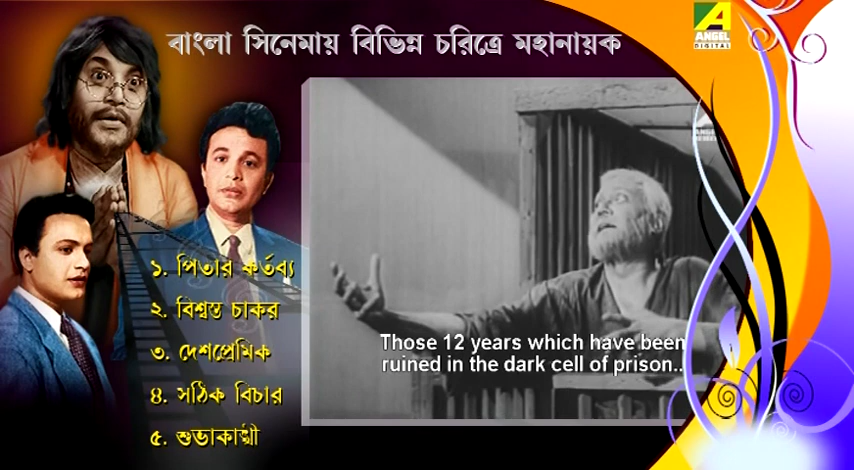 বাংলা সিনেমায় বিভিন্ন চরিত্রে মহানায়ক
ANGEL
DIGITAL
ANGEL
১. পিতার কর্তব্য
২. বিশ্বস্ত চাকর
৩. দেশপ্রেমিক
৪. সঠিক বিচার
৫. শুভাকাঙ্খী
Those 12 years which have been
ruined in the dark cell of prison..